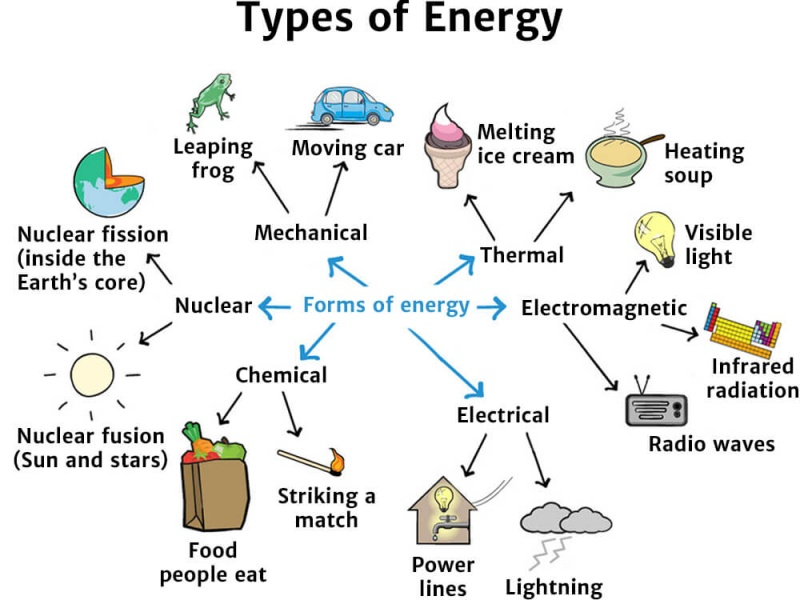 Types of Energy
Leaping
frog
Moving car
Melting
ice cream
Heating
soup
Nuclear fission
(inside the
Earth's core)
Mechanical
Thermal
Visible
light
Nuclear
Forms of energy
Electromagnetic
Infrared
radiation
Chemical
Electrical
Radio waves
Nuclear fusion
(Sun and stars)
Striking a
match
Food
people eat
Power
lines
Lightning